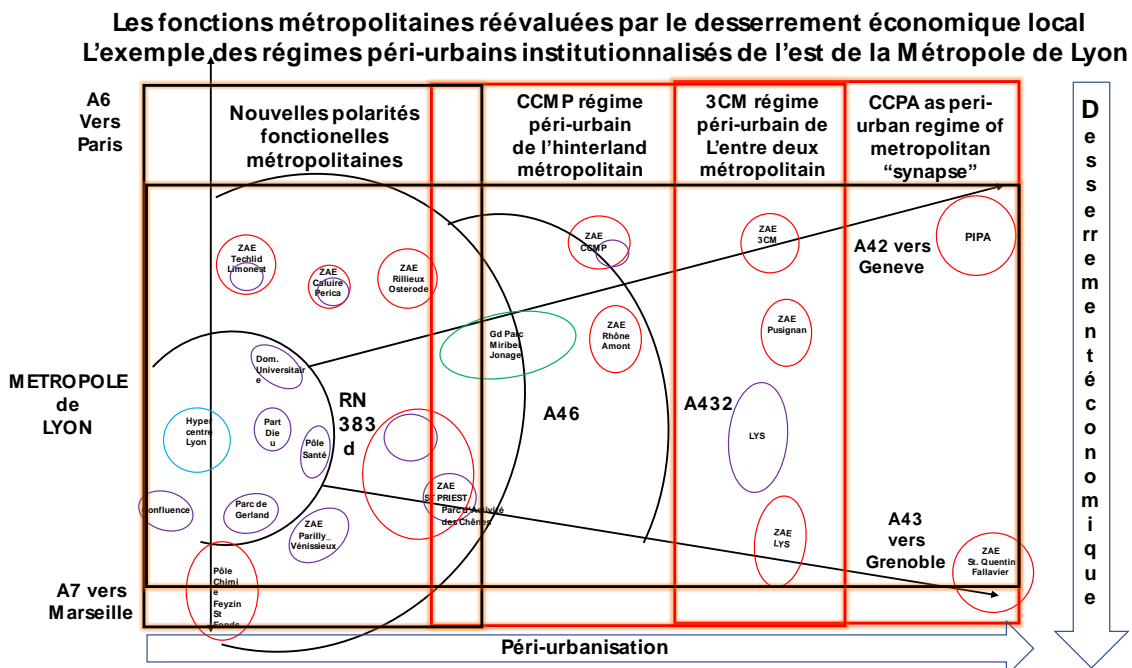 Les fonctions métropolitaines réévaluées par le desserrement économique local
L'exemple des régimes péri-urbains institutionnalisés de l'est de la Métropole de Lyon
A6
Vers
Paris
Nouvelles polarités
fonctionelles
métropolitaines
CCMP régime
péri-urbain
de l'hinterland
métropolitain
3CM régime
péri-urbain de
L'entre deux
métropolitain
CCPA as peri-
urban regime of
metropolitan
"synapse"
Desserrement économique
ZAE
Techlid
Limonest
ZAE
Caluire
Perica
ZAE
Rillieux
Osterode
ZAE
CCMP
ZAE
3CM
PIPA
A42 vers
Geneve
Gd Parc
Miribel
Jonage
ZAE
Rhône
Amont
ZAE
Pusignan
METROPOLE
de
LYON
Dom.
Universitair
e
Hyper
centre
Lyon
Part
Die
u
Pôle
Santé
RN
383
d
A46
A432
LYS
ZAE
ST PRIEST
Parc d'Activité
des Chênes
onfluence
Parc de
Gerland
ZAE
Parilly_
Vénissieux
ZAE
LYS
A43
vers
Grenoble
ZAE
St. Quentin
Fallavier
A7 vers
Marseille
Pôle
Chimi
e
Feyzin
St
Fonds
Péri-urbanisation